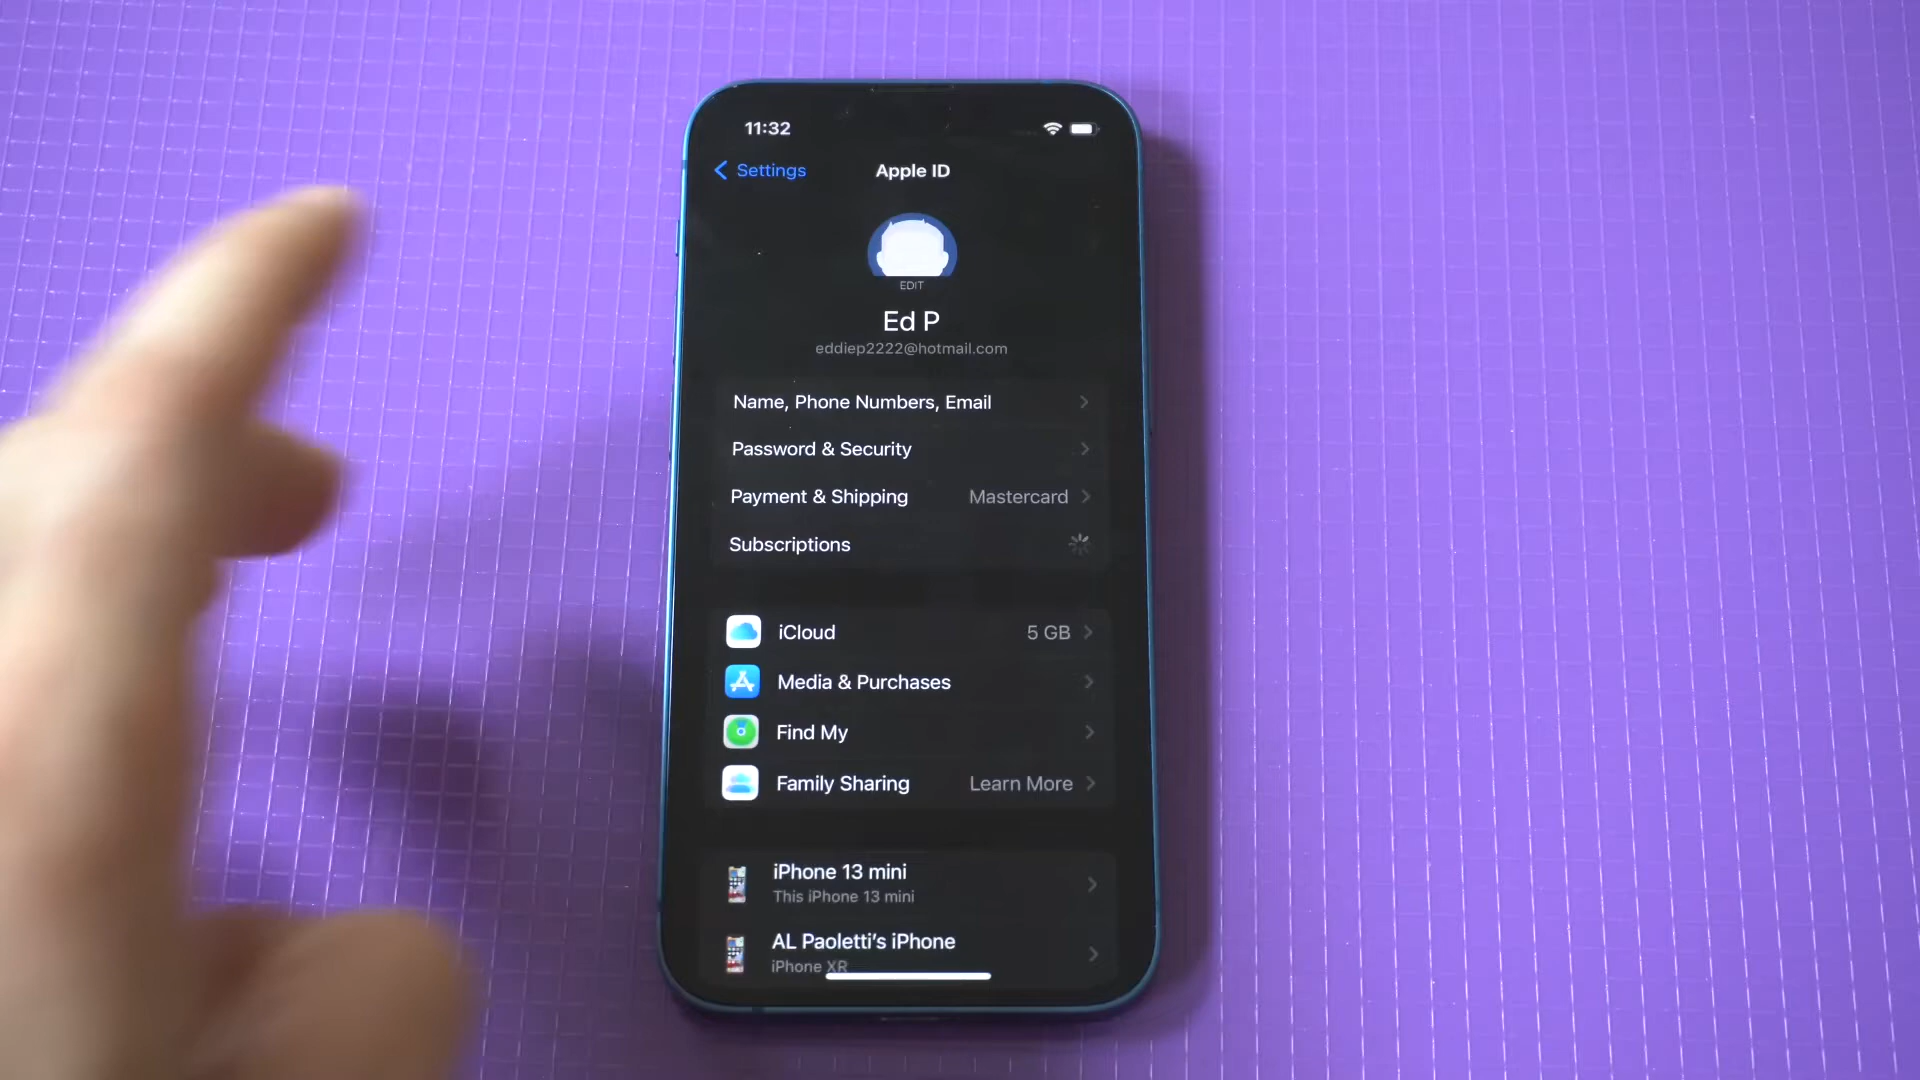 11:32
Settings
Apple ID
EDIT
Ed P
eddiep2222@hotmail.com
Name, Phone Numbers, Email
Password & Security
Payment & Shipping Mastercard
Subscriptions
iCloud 5 GB
Media & Purchases
Find My
Family Sharing Learn More
iPhone 13 mini
This iPhone 13 mini
AL Paoletti’s iPhone
iPhone XR